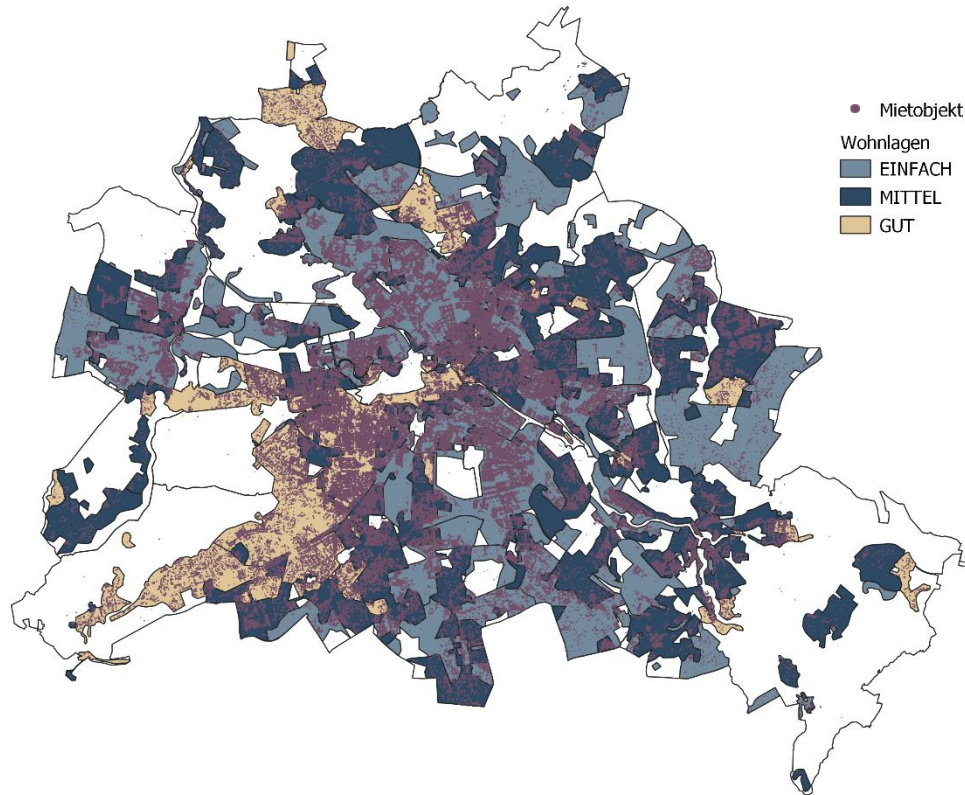 Mietobjekt
Wohnlagen
EINFACH
MITTEL
GUT